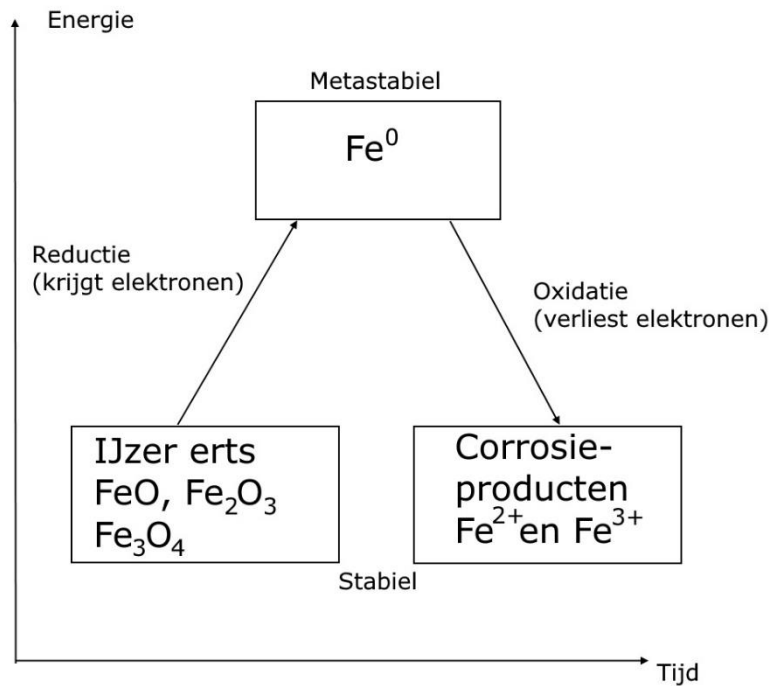 Energie
Metastabiel
Fe⁰
Reductie
(krijgt elektronen)
Oxidatie
(verliest elektronen)
IJzer erts
FeO, Fe₂O₃
Fe₃O₄
Corrosie-
producten
Fe²⁺en Fe³⁺
Stabiel
Tijd